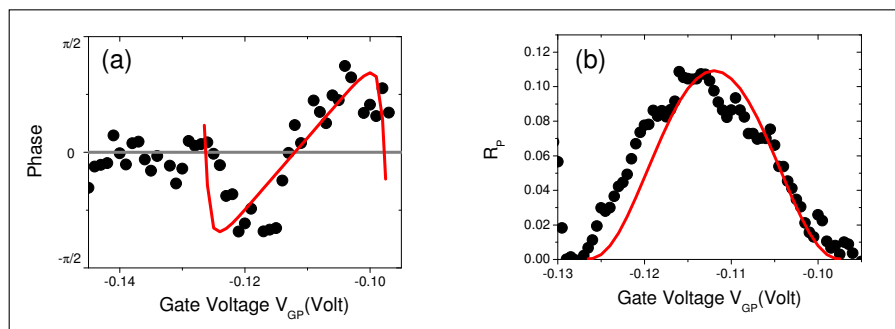 (a)
π/2
0
-π/2
Phase
-0.14
-0.12
-0.10
Gate Voltage V_GP(Volt)
(b)
0.12
0.10
0.08
0.06
0.04
0.02
0.00
R_P
-0.13
-0.12
-0.11
-0.10
Gate Voltage V_GP(Volt)